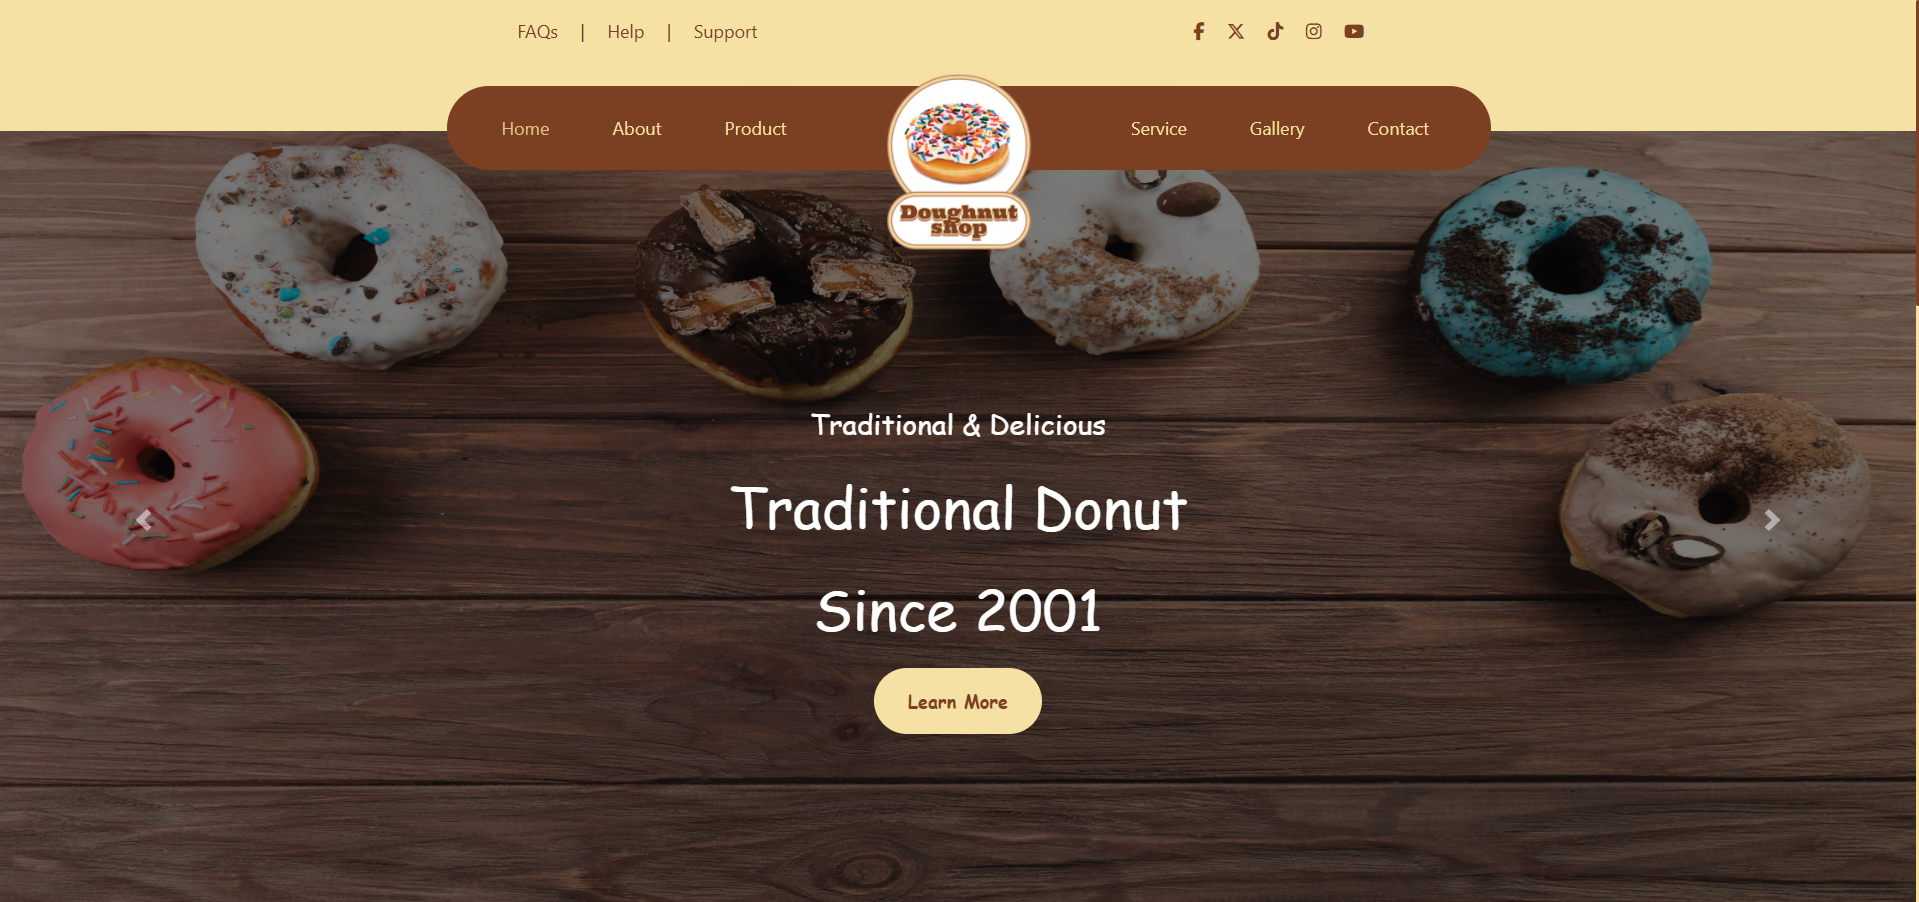 FAQs | Help | Support
Home About Product Service Gallery Contact
Doughnut
shop
Traditional & Delicious
Traditional Donut
Since 2001
Learn More